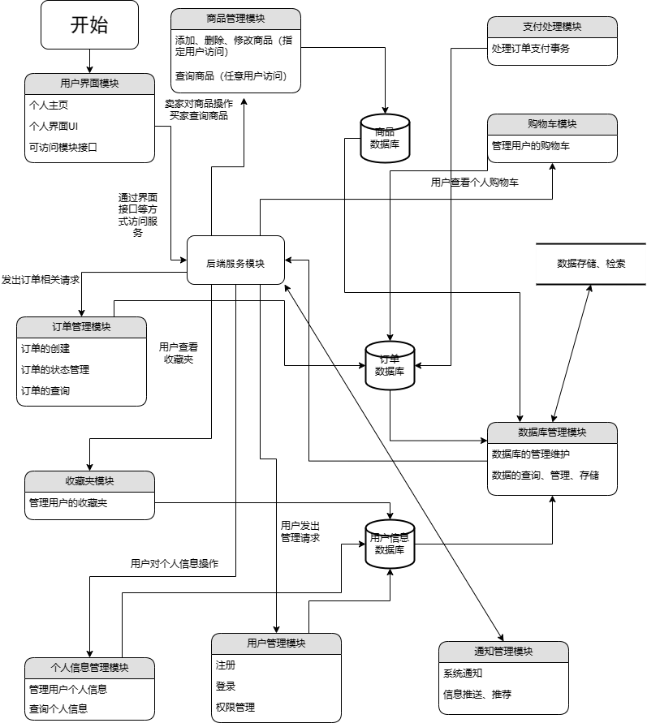 开始
商品管理模块
添加、删除、修改商品（指
定用户访问）
查询商品（任意用户访问）
支付处理模块
处理订单支付事务
用户界面模块
个人主页
个人界面UI
可访问模块接口
卖家对商品操作
买家查询商品
商品
数据库
购物车模块
管理用户的购物车
用户查看个人购物车
通过界面
接口等方
式访问服
务
后端服务模块
数据存储、检索
发出订单相关请求
订单管理模块
订单的创建
订单的状态管理
订单的查询
用户查看
收藏夹
订单
数据库
数据库管理模块
数据库的管理维护
数据的查询、管理、存储
收藏夹模块
管理用户的收藏夹
用户发出
管理请求
用户信息
数据库
用户对个人信息操作
个人信息管理模块
管理用户个人信息
查询个人信息
用户管理模块
注册
登录
权限管理
通知管理模块
系统通知
信息推送、推荐